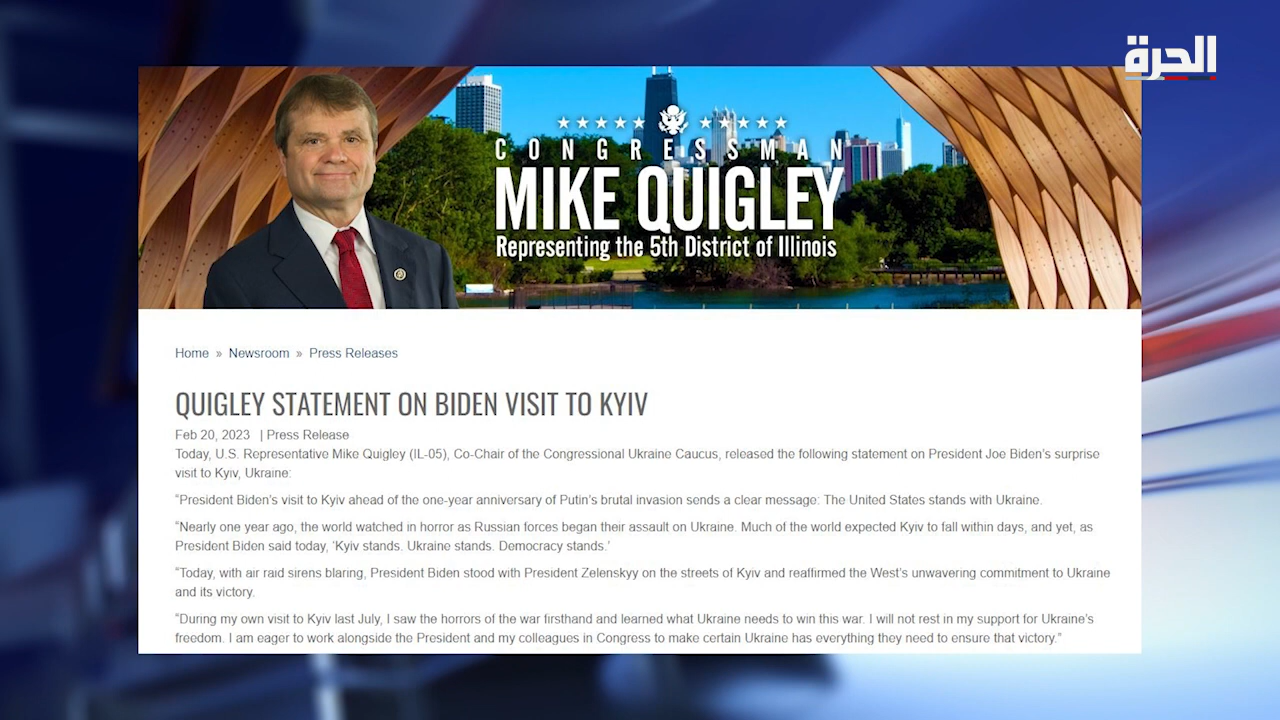 الحرة
CONGRESSMAN
MIKE QUIGLEY
Representing the 5th District of Illinois
Home » Newsroom » Press Releases
QUIGLEY STATEMENT ON BIDEN VISIT TO KYIV
Feb 20, 2023 | Press Release
Today, U.S. Representative Mike Quigley (IL-05), Co-Chair of the Congressional Ukraine Caucus, released the following statement on President Joe Biden’s surprise
visit to Kyiv, Ukraine:
“President Biden’s visit to Kyiv ahead of the one-year anniversary of Putin’s brutal invasion sends a clear message: The United States stands with Ukraine.
“Nearly one year ago, the world watched in horror as Russian forces began their assault on Ukraine. Much of the world expected Kyiv to fall within days, and yet, as
President Biden said today, ‘Kyiv stands. Ukraine stands. Democracy stands.’
“Today, with air raid sirens blaring, President Biden stood with President Zelenskyy on the streets of Kyiv and reaffirmed the West’s unwavering commitment to Ukraine
and its victory.
“During my own visit to Kyiv last July, I saw the horrors of the war firsthand and learned what Ukraine needs to win this war. I will not rest in my support for Ukraine’s
freedom. I am eager to work alongside the President and my colleagues in Congress to make certain Ukraine has everything they need to ensure that victory.”